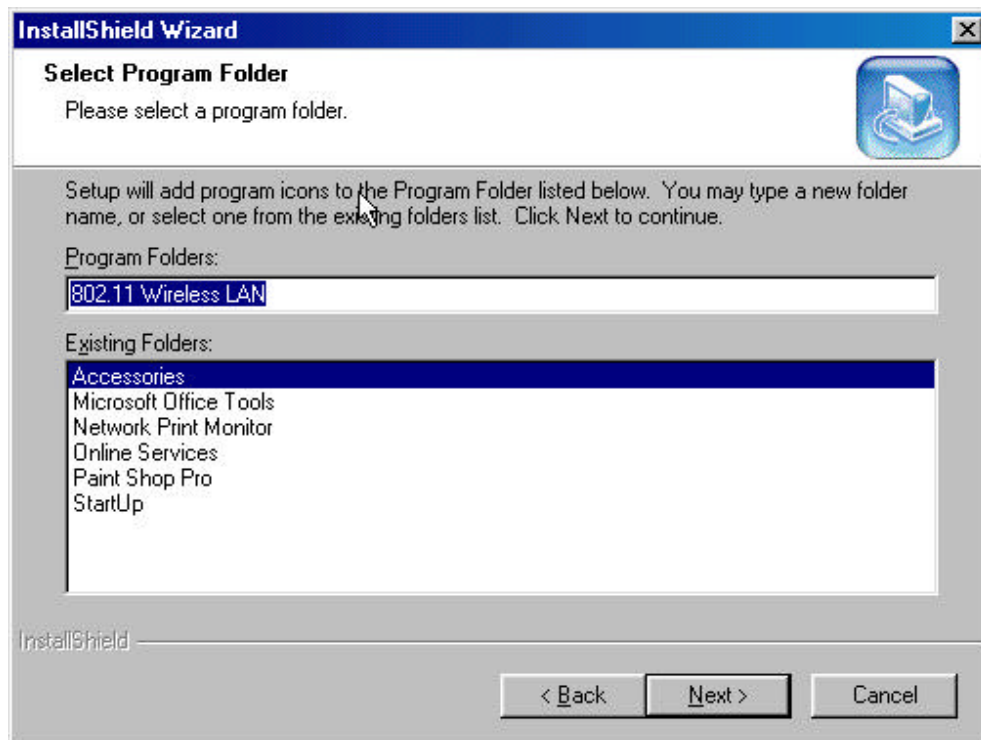 InstallShield Wizard
Select Program Folder
Please select a program folder.
Setup will add program icons to the Program Folder listed below. You may type a new folder
name, or select one from the existing folders list. Click Next to continue.
Program Folders:
802.11 Wireless LAN
Existing Folders:
Accessories
Microsoft Office Tools
Network Print Monitor
Online Services
Paint Shop Pro
StartUp
InstallShield
< Back
Next >
Cancel